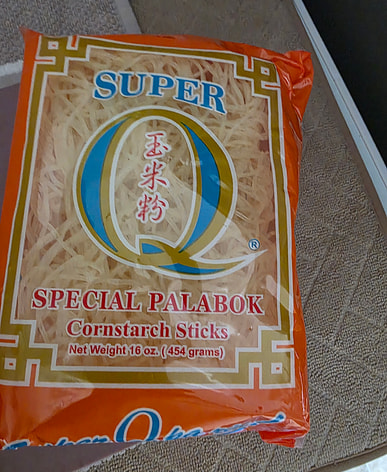 SUPER
Q
玉米粉
®
SPECIAL PALABOK
Cornstarch Sticks
Net Weight 16 oz. (454 grams)